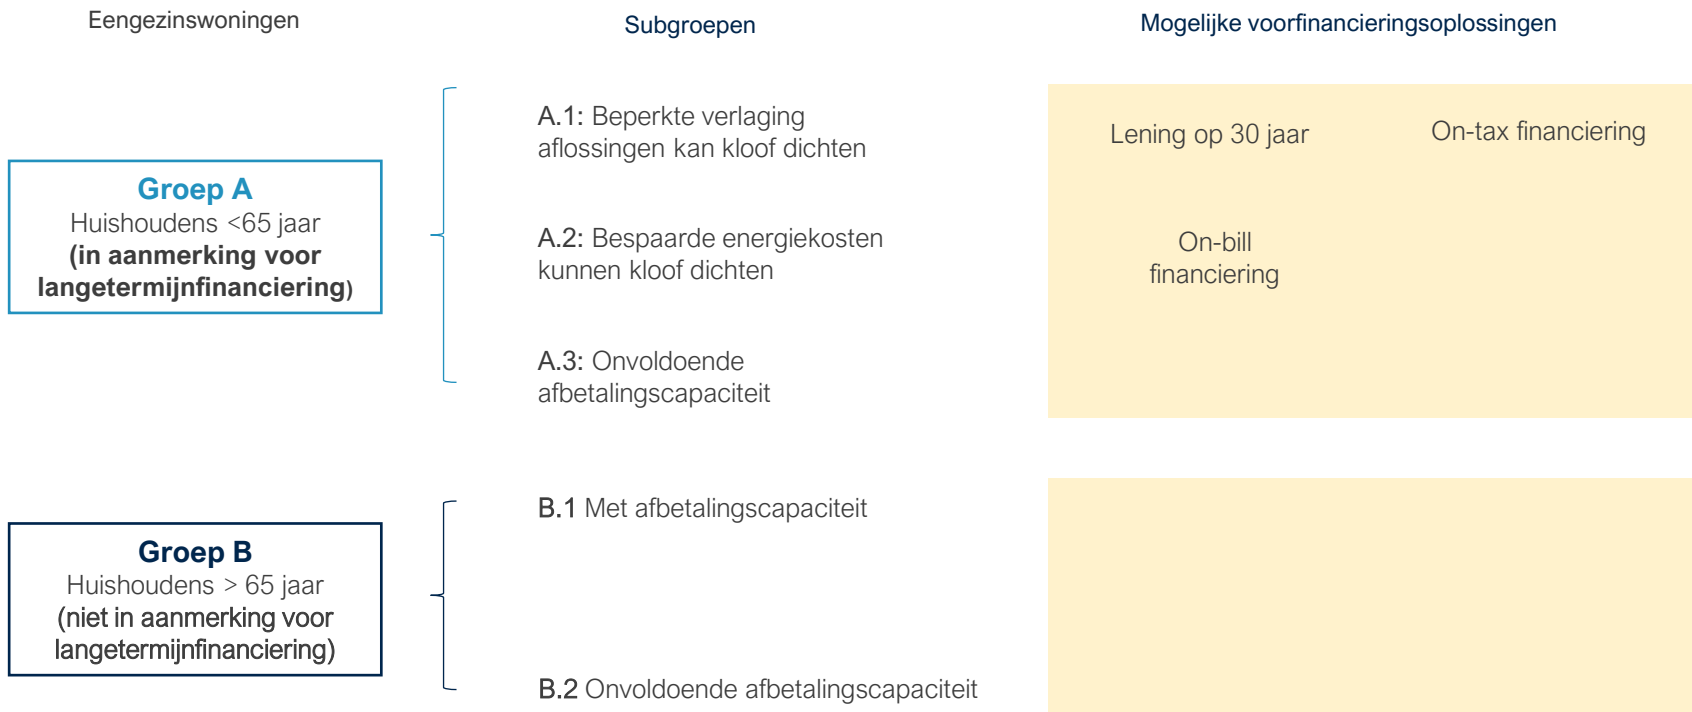 Eengezinswoningen
Subgroepen
Mogelijke voorfinancieringsoplossingen
Groep A
Huishoudens <65 jaar
(in aanmerking voor
langetermijnfinanciering)
A.1: Beperkte verlaging
aflossingen kan kloof dichten
Lening op 30 jaar
On-tax financiering
A.2: Bespaarde energiekosten
kunnen kloof dichten
On-bill
financiering
A.3: Onvoldoende
afbetalingscapaciteit
Groep B
Huishoudens > 65 jaar
(niet in aanmerking voor
langetermijnfinanciering)
B.1 Met afbetalingscapaciteit
B.2 Onvoldoende afbetalingscapaciteit